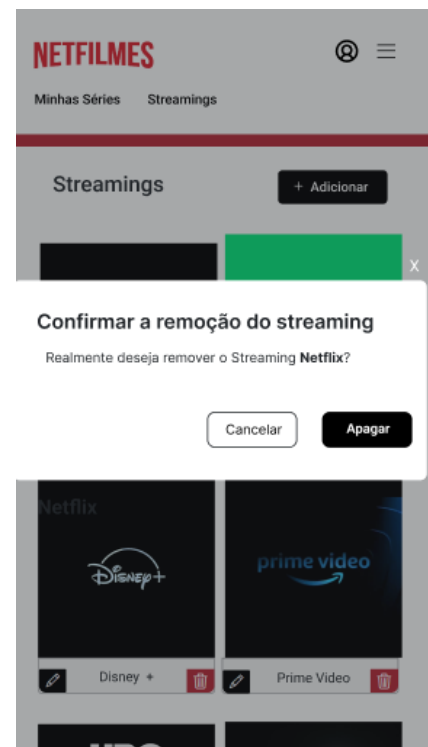 NETFILMES
Minhas Séries Streamings
Streamings
+ Adicionar
X
Confirmar a remoção do streaming
Realmente deseja remover o Streaming Netflix?
Cancelar
Apagar
Netflix
Disney+
prime video
Disney +
Prime Video
HBO